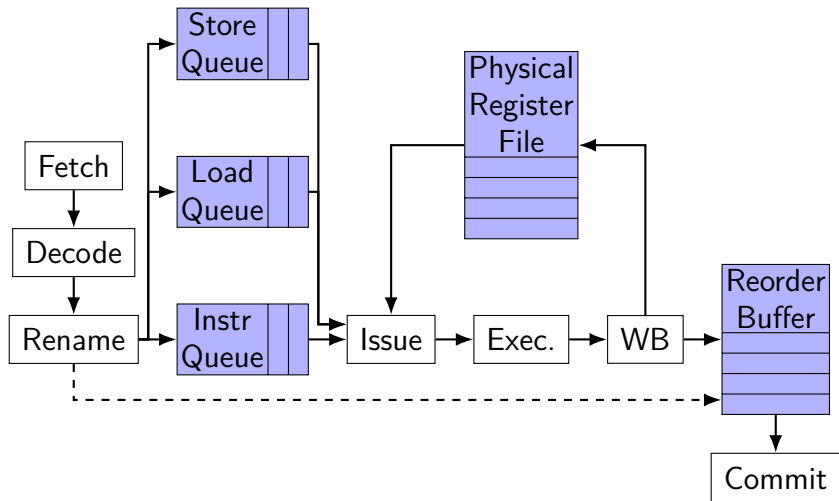 Store
Queue
Physical
Register
File
Fetch
Load
Queue
Decode
Reorder
Buffer
Rename
Instr
Queue
Issue
Exec.
WB
Commit